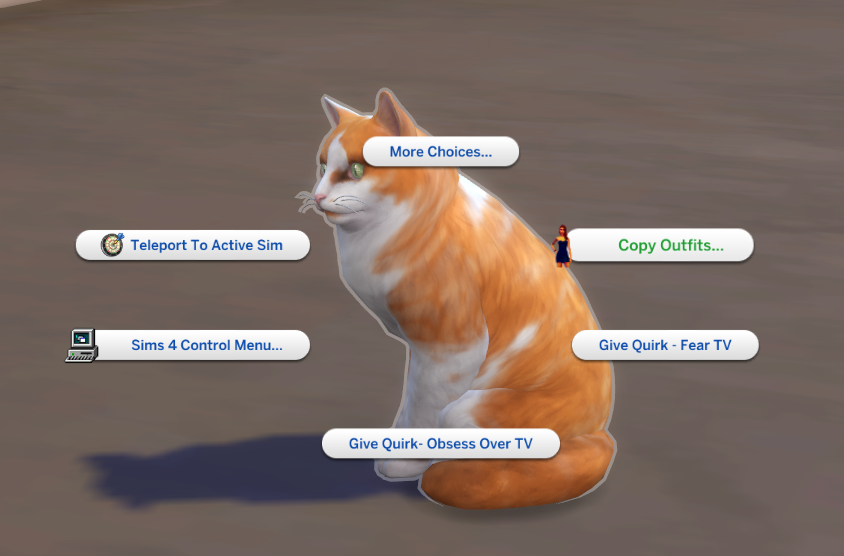 More Choices...
Teleport To Active Sim
Copy Outfits...
Sims 4 Control Menu...
Give Quirk - Fear TV
Give Quirk- Obsess Over TV